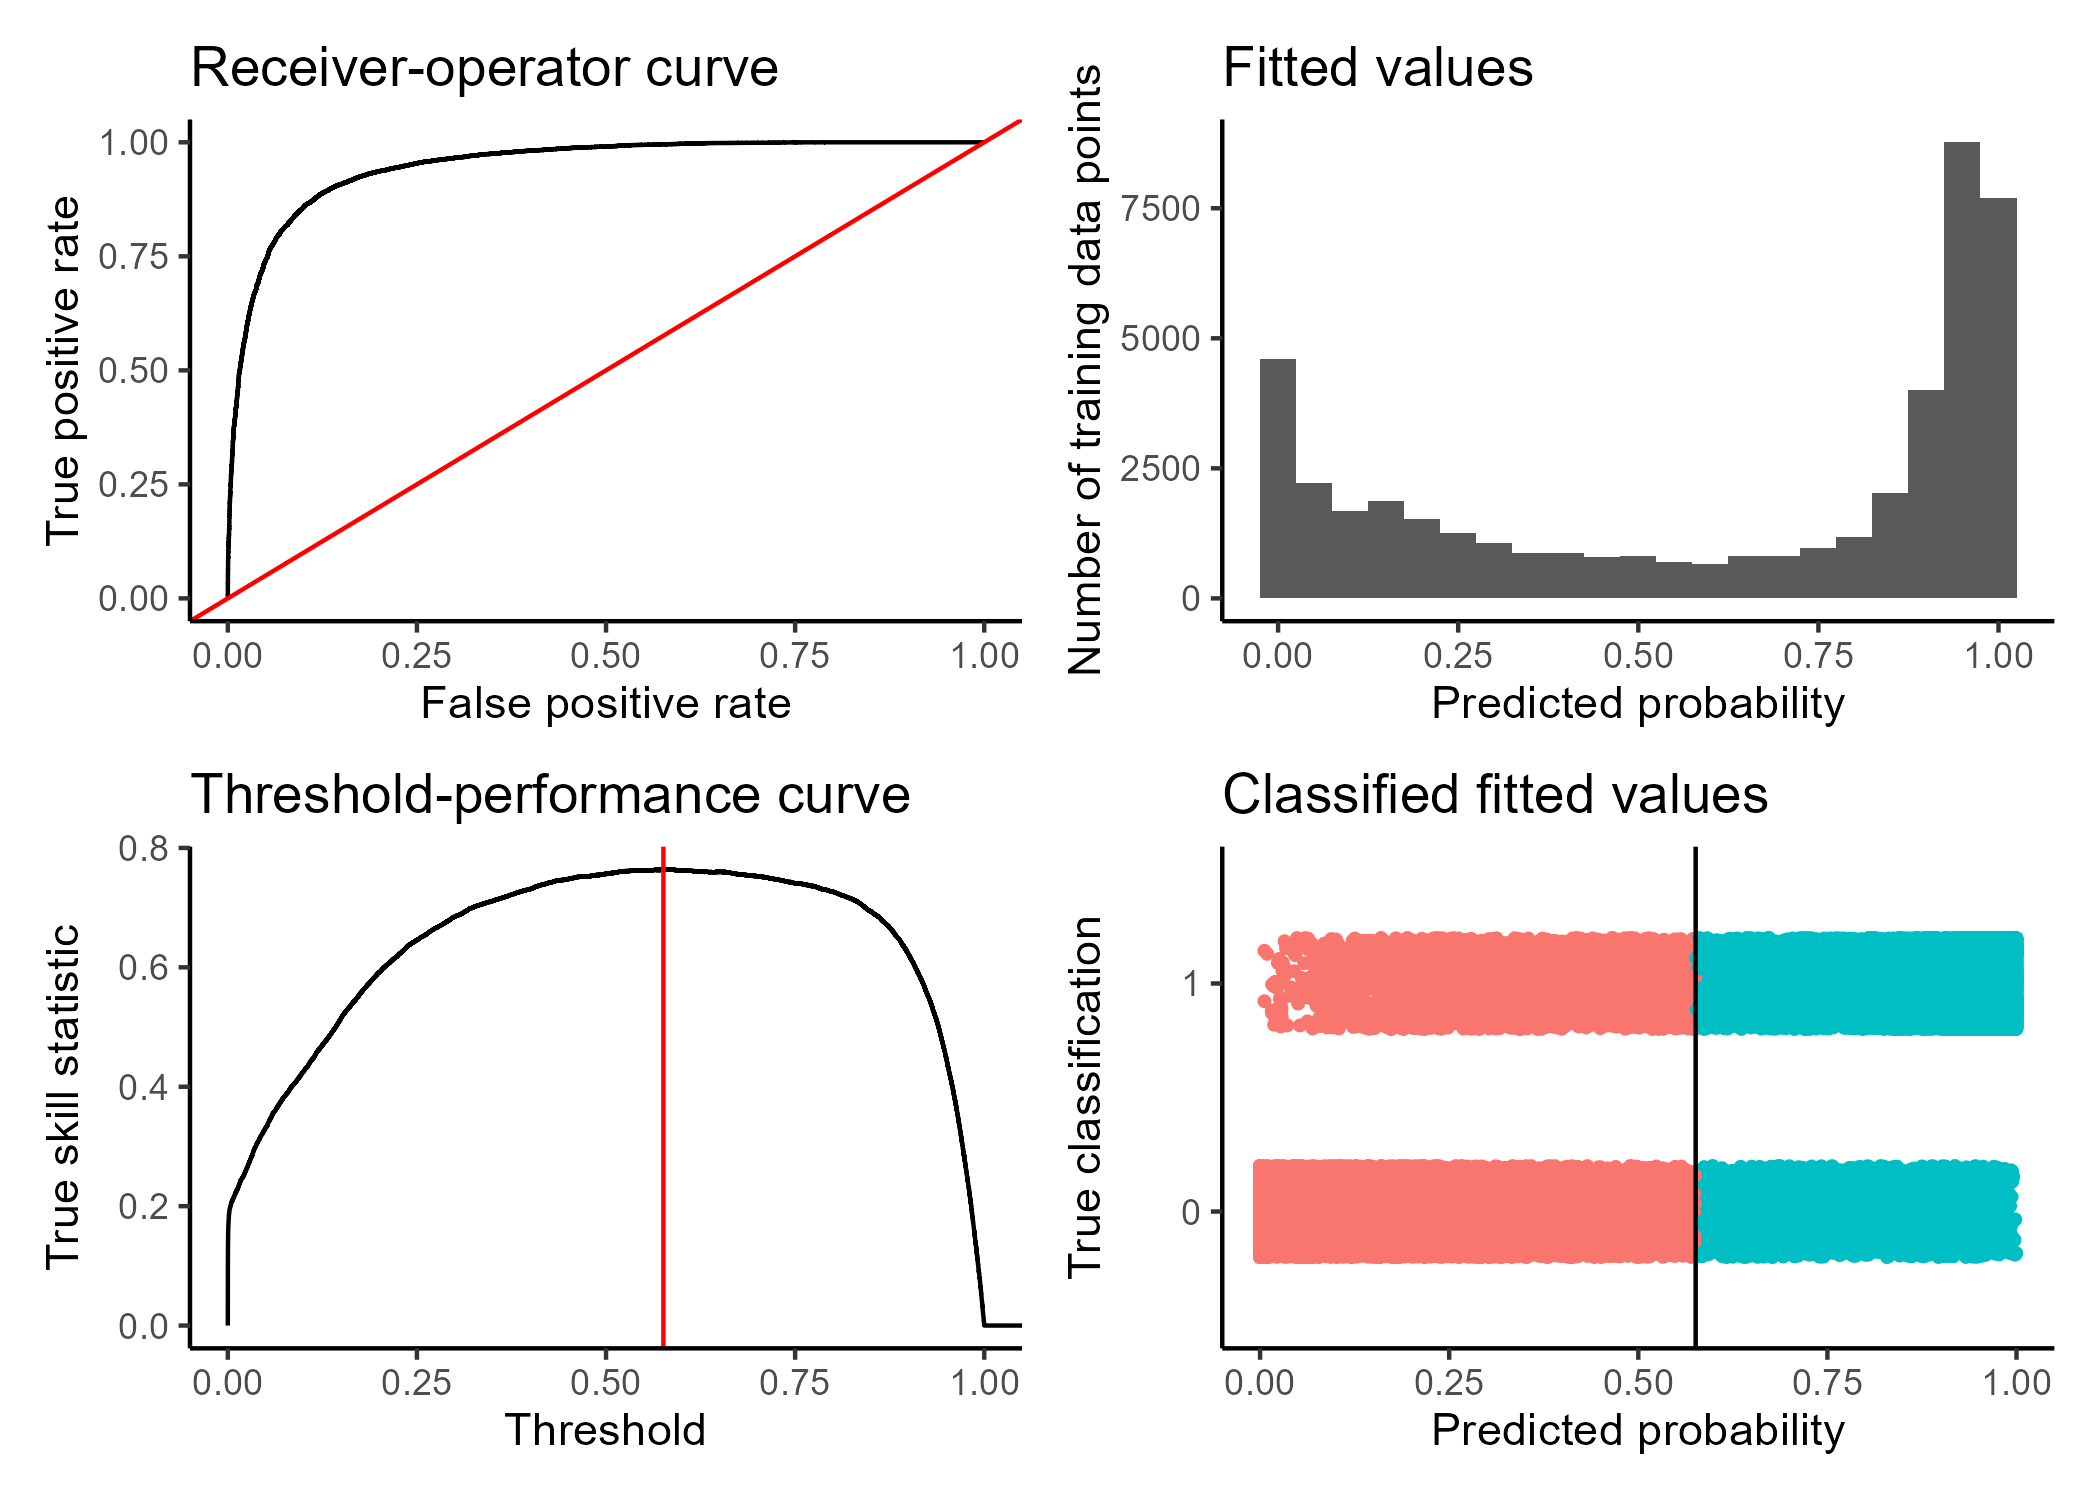 Receiver-operator curve
True positive rate
1.00
0.75
0.50
0.25
0.00
0.00 0.25 0.50 0.75 1.00
False positive rate
Fitted values
Number of training data points
7500
5000
2500
0
0.00 0.25 0.50 0.75 1.00
Predicted probability
Threshold-performance curve
True skill statistic
0.8
0.6
0.4
0.2
0.0
0.00 0.25 0.50 0.75 1.00
Threshold
Classified fitted values
True classification
1
0
0.00 0.25 0.50 0.75 1.00
Predicted probability